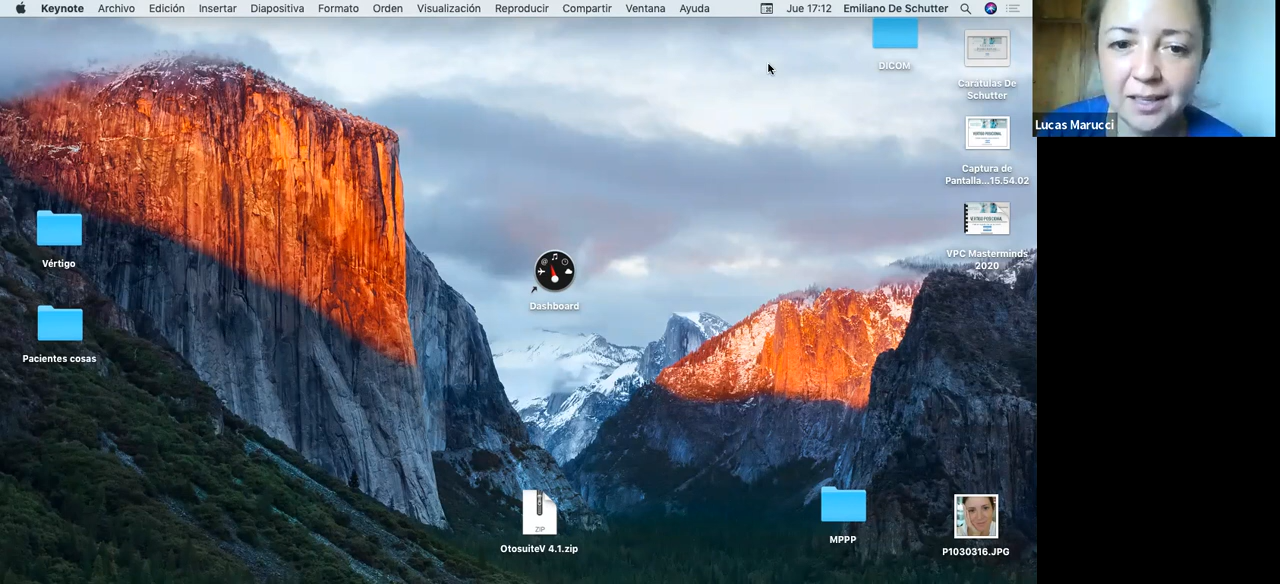 Keynote Archivo Edición Insertar Diapositiva Formato Orden Visualización Reproducir Compartir Ventana Ayuda Jue 17:12 Emiliano De Schutter
DICOM
Caratulas De
Schutter
Lucas Marucci
Captura de
Pantalla...15.54.02
VERTIGO POSICIONAL
Vértigo
VPC Masterminds
2020
Dashboard
Pacientes cosas
ZIP
OtosuiteV 4.1.zip
MPPP
P1030316.JPG